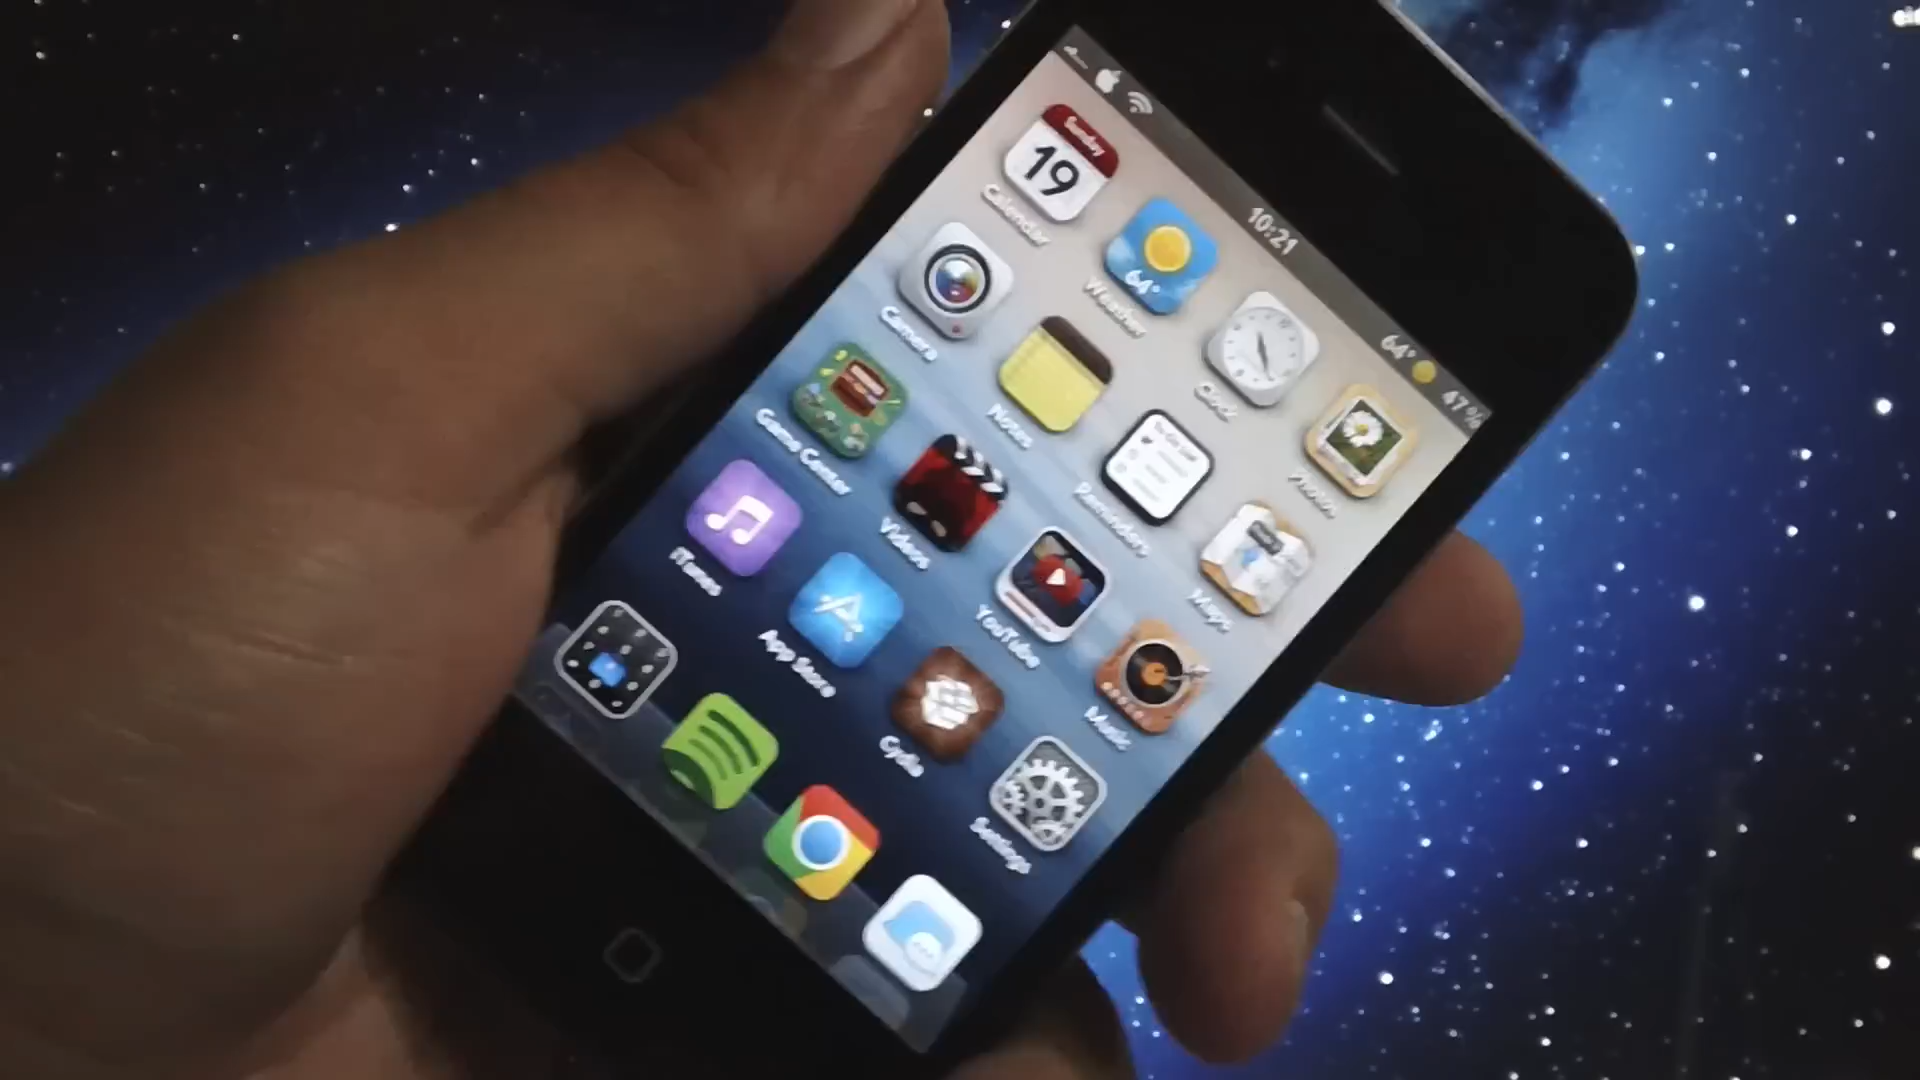 10:21
64°
47%
Sunday
19
Calendar
64°
Weather
Clock
Photos
Camera
Notes
Reminders
Maps
Game Center
Videos
YouTube
Music
iTunes
App Store
Cydia
Settings